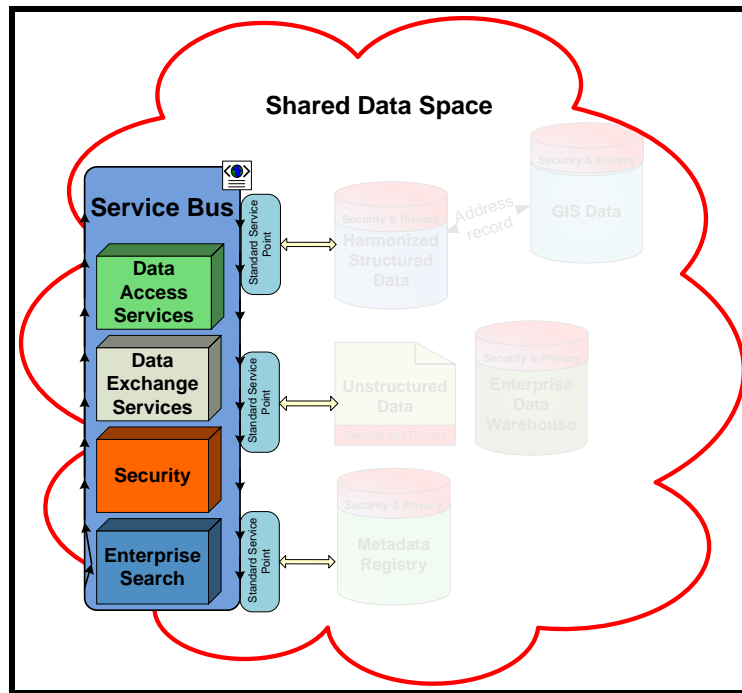 Shared Data Space
Service Bus
Data
Access
Services
Data
Exchange
Services
Security
Enterprise
Search
Standard Service
Point
Standard Service
Point
Standard Service
Point
Security & Privacy
Harmonized
Structured
Data
Address
record
Security & Privacy
GIS Data
Unstructured
Data
Security and Privacy
Security & Privacy
Enterprise
Data
Warehouse
Security & Privacy
Metadada
Registry